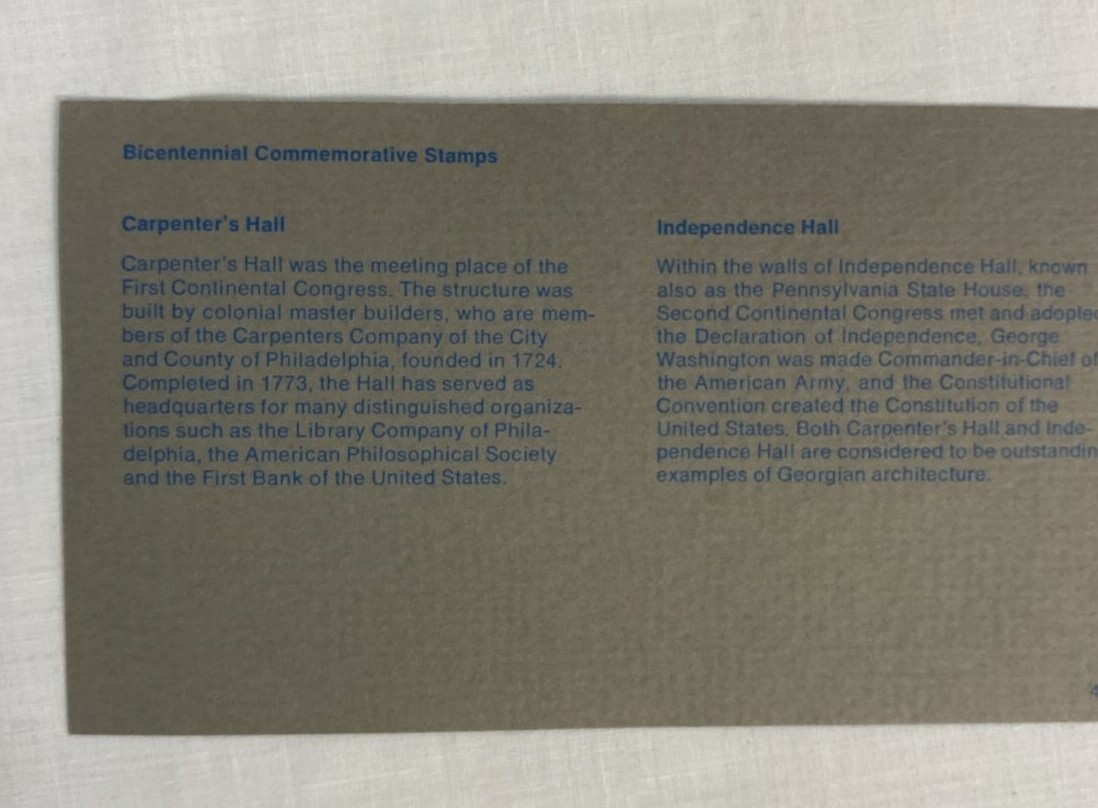 Bicentennial Commemorative Stamps
Carpenter's Hall
Carpenter's Hall was the meeting place of the
First Continental Congress. The structure was
built by colonial master builders, who are mem-
bers of the Carpenters Company of the City
and County of Philadelphia, founded in 1724.
Completed in 1773, the Hall has served as
headquarters for many distinguished organiza-
tions such as the Library Company of Phila-
delphia, the American Philosophical Society
and the First Bank of the United States.
Independence Hall
Within the walls of Independence Hall, known
also as the Pennsylvania State House, the
Second Continental Congress met and adopted
the Declaration of Independence, George
Washington was made Commander-in-Chief of
the American Army, and the Constitutional
Convention created the Constitution of the
United States. Both Carpenter's Hall and Inde-
pendence Hall are considered to be outstandin
examples of Georgian architecture.